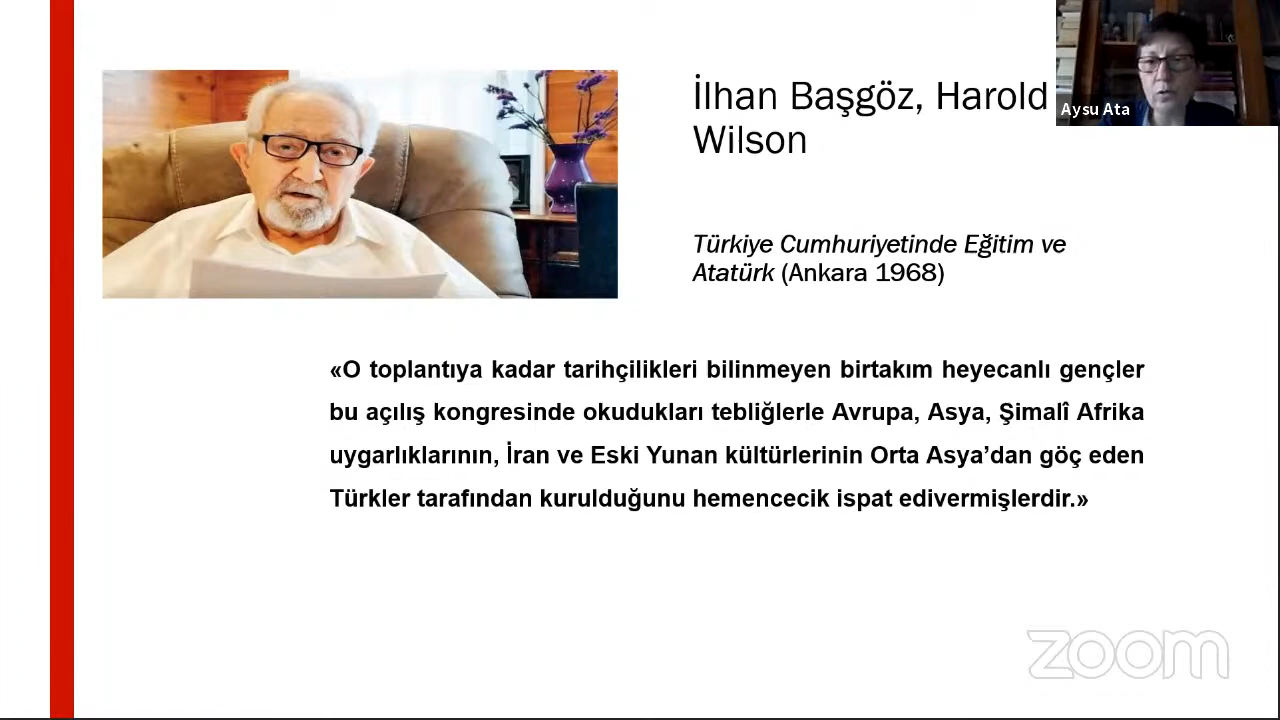 İlhan Başgöz, Harold
Wilson
Aysu Ata
Türkiye Cumhuriyetinde Eğitim ve
Atatürk (Ankara 1968)
«O toplantıya kadar tarihçilikleri bilinmeyen birtakım heyecanlı gençler
bu açılış kongresinde okudukları tebliğlerle Avrupa, Asya, Şimalî Afrika
uygarlıklarının, İran ve Eski Yunan kültürlerinin Orta Asya’dan göç eden
Türkler tarafından kurulduğunu hemencecik ispat edivermişlerdir.»
zoom